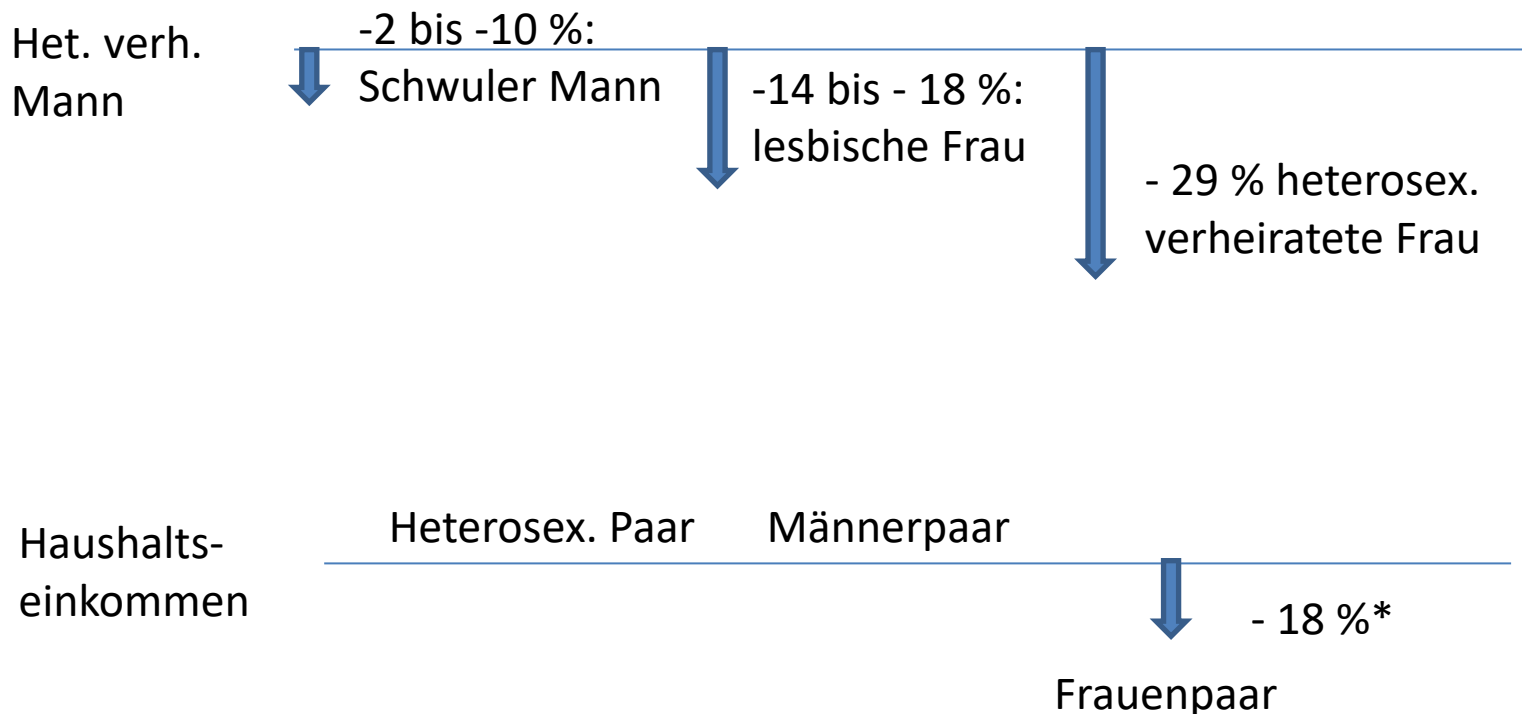 Het. verh.
Mann
-2 bis -10 %:
Schwuler Mann
-14 bis - 18 %:
lesbische Frau
- 29 % heterosex.
verheiratete Frau
Haushalts-
einkommen
Heterosex. Paar
Männerpaar
- 18 %*
Frauenpaar